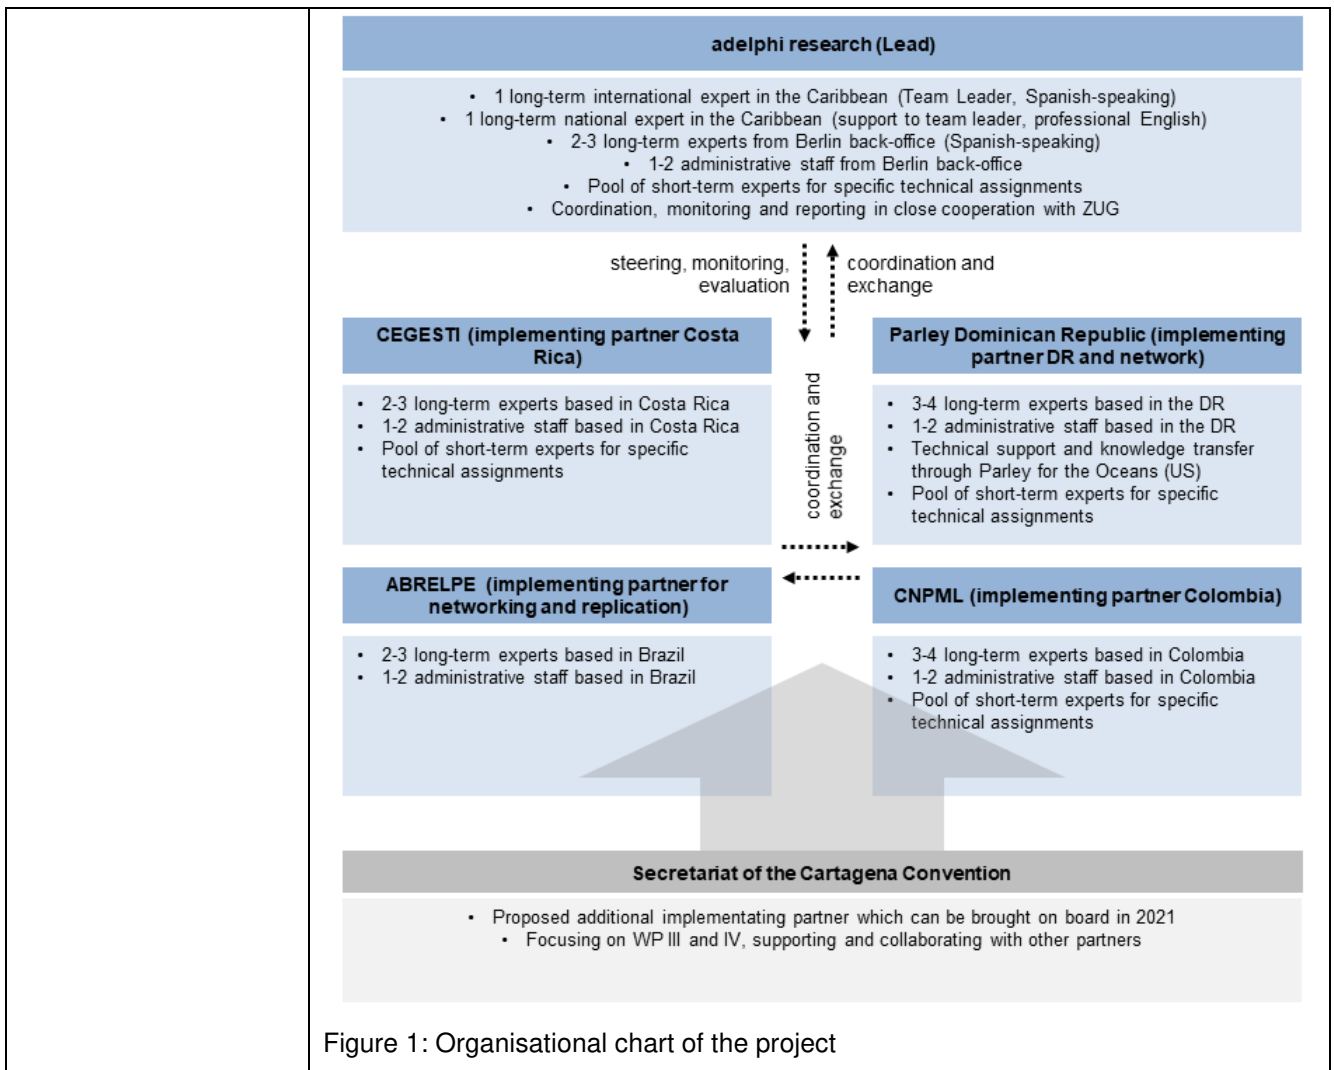 adelphi research (Lead)
• 1 long-term international expert in the Caribbean (Team Leader, Spanish-speaking)
• 1 long-term national expert in the Caribbean (support to team leader, professional English)
• 2-3 long-term experts from Berlin back-office (Spanish-speaking)
• 1-2 administrative staff from Berlin back-office
• Pool of short-term experts for specific technical assignments
• Coordination, monitoring and reporting in close cooperation with ZUG
steering, monitoring,
evaluation
coordination and
exchange
CEGESTI (implementing partner Costa
Rica)
• 2-3 long-term experts based in Costa Rica
• 1-2 administrative staff based in Costa Rica
• Pool of short-term experts for specific
technical assignments
coordination and
exchange
Parley Dominican Republic (implementing
partner DR and network)
• 3-4 long-term experts based in the DR
• 1-2 administrative staff based in the DR
• Technical support and knowledge transfer
through Parley for the Oceans (US)
• Pool of short-term experts for specific
technical assignments
ABRELPE (implementing partner for
networking and replication)
• 2-3 long-term experts based in Brazil
• 1-2 administrative staff based in Brazil
CNPML (implementing partner Colombia)
• 3-4 long-term experts based in Colombia
• 1-2 administrative staff based in Colombia
• Pool of short-term experts for specific
technical assignments
Secretariat of the Cartagena Convention
• Proposed additional implementating partner which can be brought on board in 2021
• Focusing on WP III and IV, supporting and collaborating with other partners
Figure 1: Organisational chart of the project